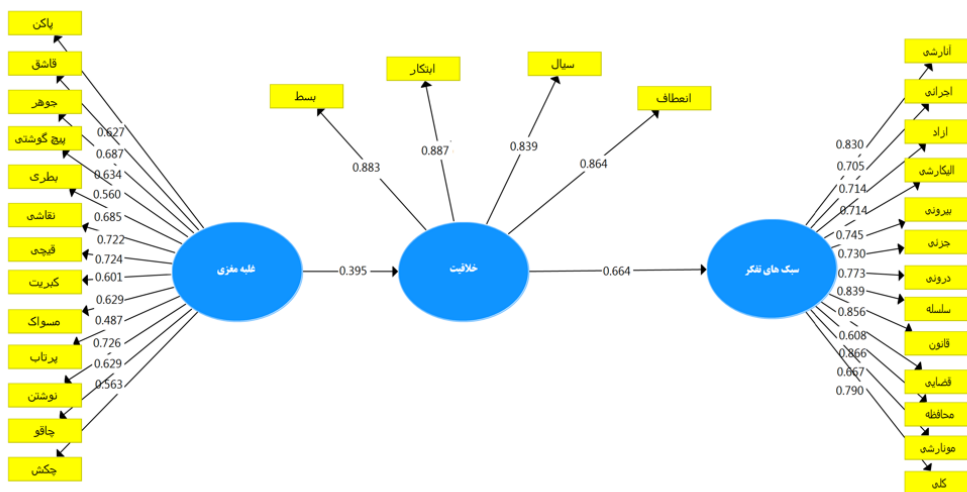 پاکن
قاشق
جوهر
پیچ گوشتی
بطری
نقاشی
قیچی
کبریت
مسواک
پرتاب
نوشتن
چاقو
چکش
0.627
0.687
0.634
0.560
0.685
0.722
0.724
0.601
0.629
0.487
0.726
0.629
0.563
غلبه مغزی
0.395
بسط
ابتکار
سیال
انعطاف
0.883
0.887
0.839
0.864
خلاقیت
0.664
سبک های تفکر
0.830
0.705
0.714
0.714
0.745
0.730
0.773
0.839
0.856
0.608
0.866
0.667
0.790
آنارشی
اجرانی
ازاد
الیکارشی
بیرونی
جزنی
درونی
سلسله
قانون
قضایی
محافظه
مونارشی
کلی